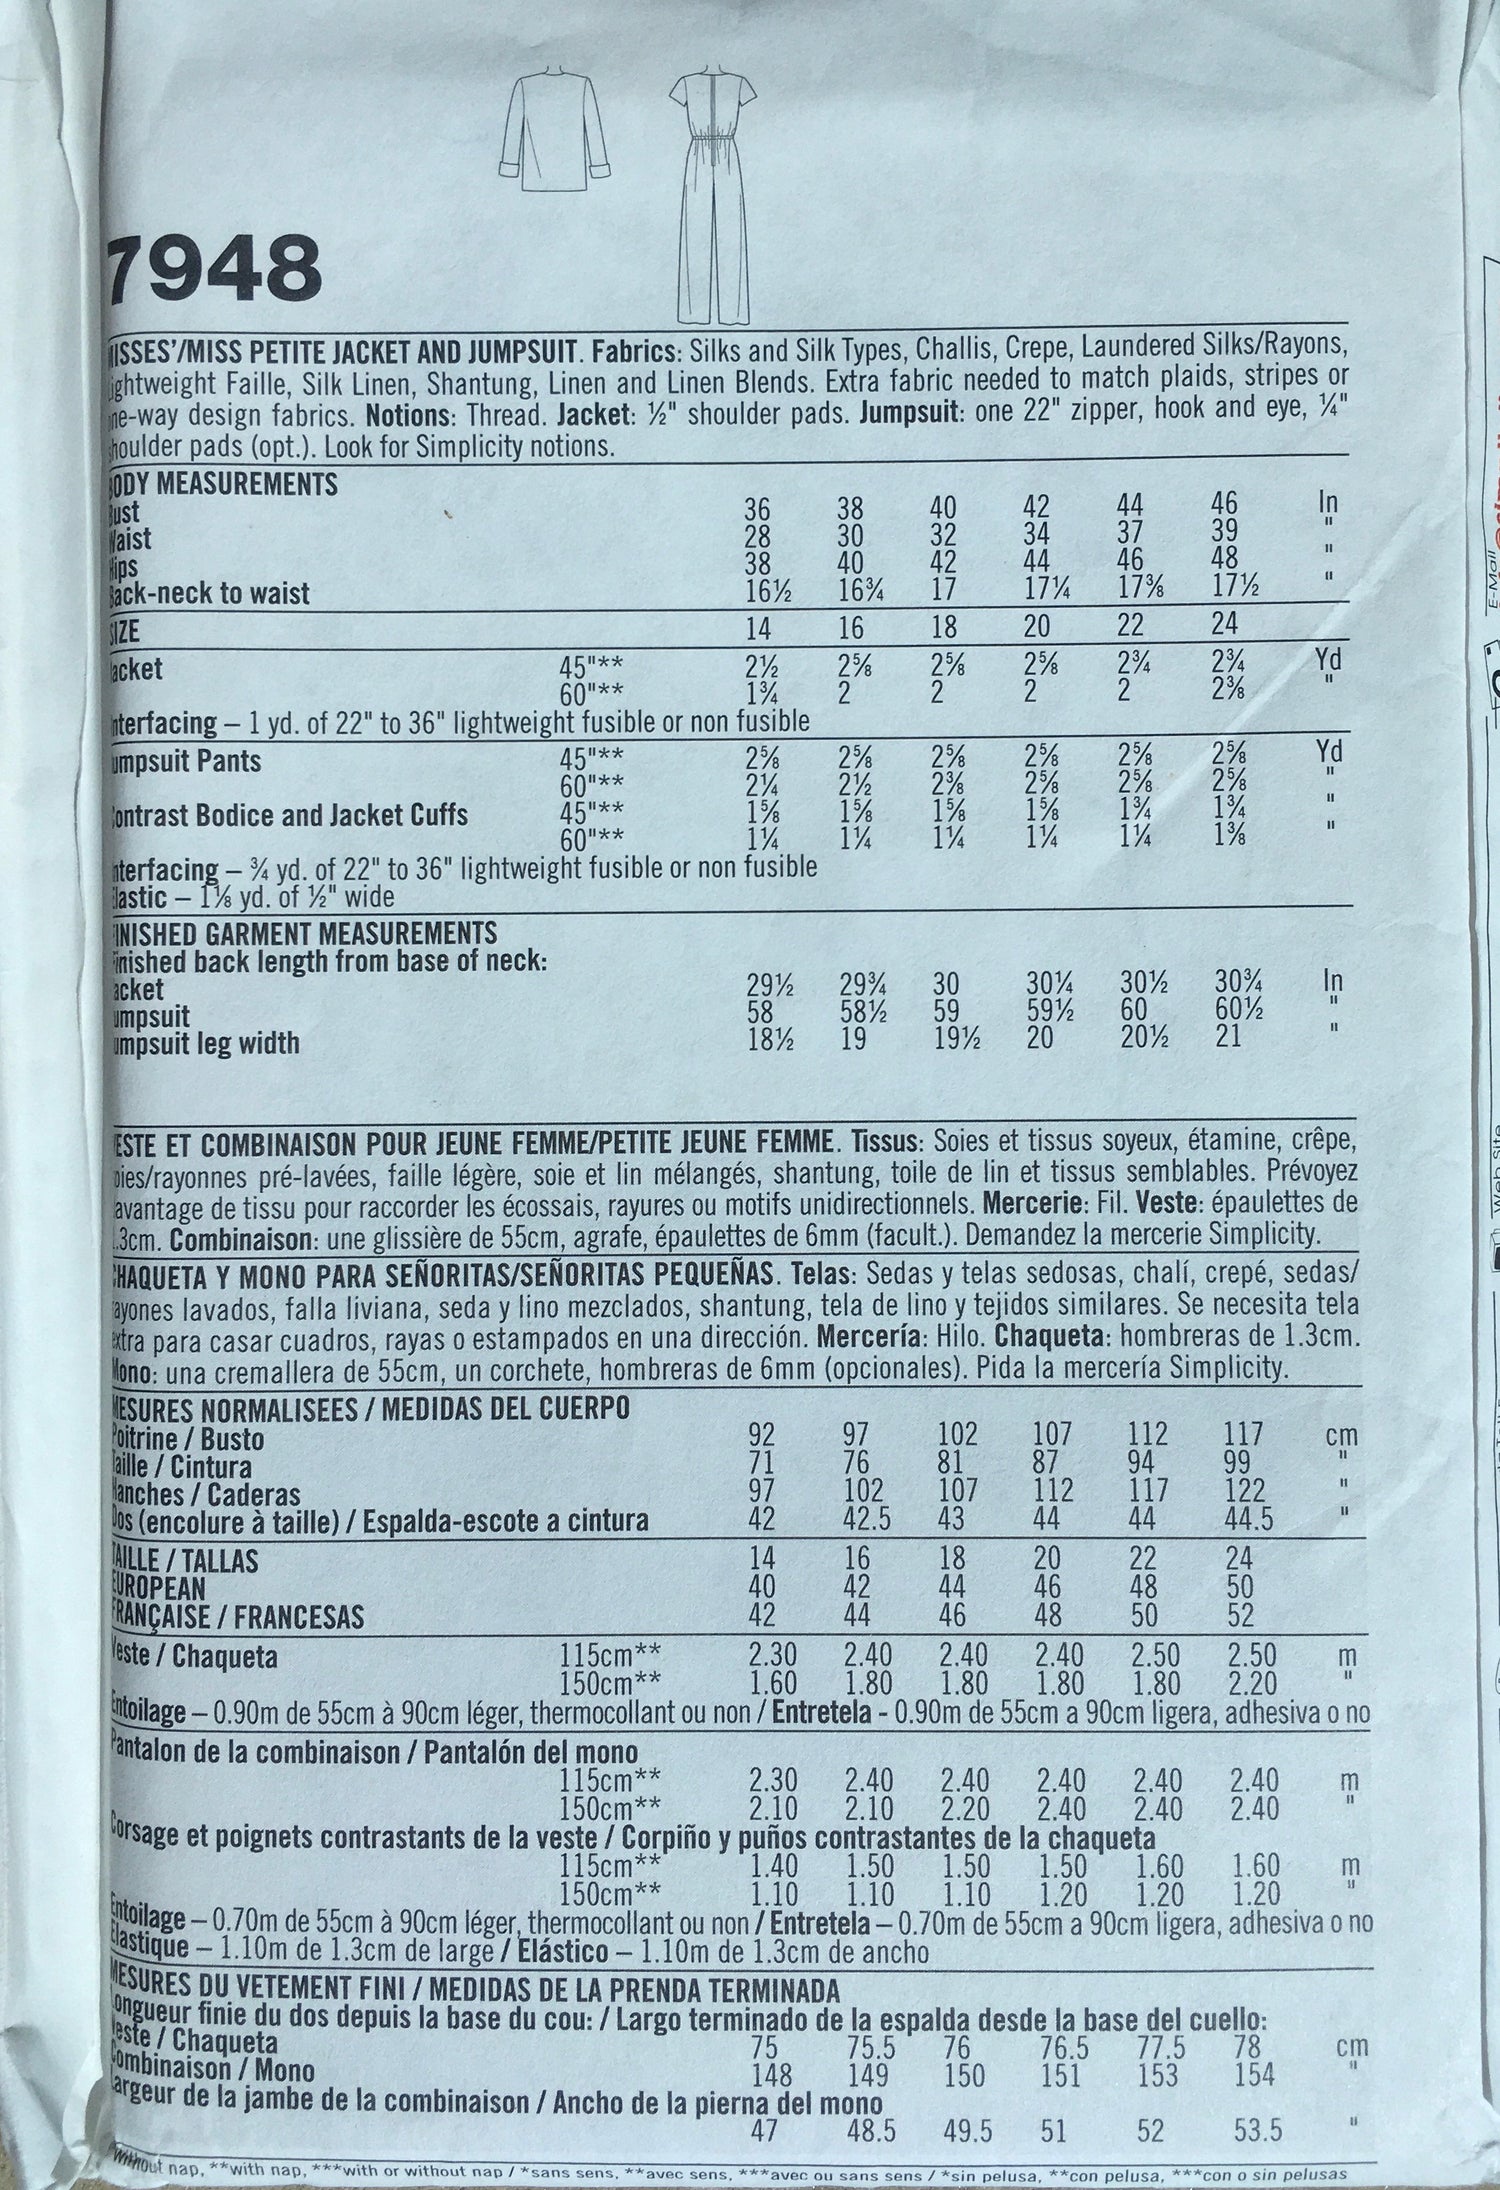 7948
MISSES'/MISS PETITE JACKET AND JUMPSUIT. Fabrics: Silks and Silk Types, Challis, Crepe, Laundered Silks/Rayons,
Lightweight Faille, Silk Linen, Shantung, Linen and Linen Blends. Extra fabric needed to match plaids, stripes or
one-way design fabrics. Notions: Thread. Jacket: ½" shoulder pads. Jumpsuit: one 22" zipper, hook and eye, ¼"
shoulder pads (opt.). Look for Simplicity notions.
BODY MEASUREMENTS
Bust 36 38 40 42 44 46 In
Waist 28 30 32 34 37 39 "
Hips 38 40 42 44 46 48 "
Back-neck to waist 16½ 16¾ 17 17¼ 17⅜ 17½ "
SIZE 14 16 18 20 22 24
Jacket 45"** 2½ 2⅝ 2⅝ 2⅝ 2¾ 2¾ Yd
60"** 1¾ 2 2 2 2 2⅜ "
Interfacing – 1 yd. of 22" to 36" lightweight fusible or non fusible
Jumpsuit Pants 45"** 2⅝ 2⅝ 2⅝ 2⅝ 2⅝ 2⅝ Yd
60"** 2¼ 2½ 2⅜ 2⅝ 2⅝ 2⅝ "
Contrast Bodice and Jacket Cuffs 45"** 1⅝ 1⅝ 1⅝ 1⅝ 1¾ 1¾ "
60"** 1¼ 1¼ 1¼ 1¼ 1¼ 1⅜ "
Interfacing – ¾ yd. of 22" to 36" lightweight fusible or non fusible
Elastic – 1⅛ yd. of ½" wide
FINISHED GARMENT MEASUREMENTS
Finished back length from base of neck:
Jacket 29½ 29¾ 30 30¼ 30½ 30¾ In
Jumpsuit 58 58½ 59 59½ 60 60½ "
Jumpsuit leg width 18½ 19 19½ 20 20½ 21 "
VESTE ET COMBINAISON POUR JEUNE FEMME/PETITE JEUNE FEMME. Tissus: Soies et tissus soyeux, étamine, crêpe,
soies/rayonnes pré-lavées, faille légère, soie et lin mélangés, shantung, toile de lin et tissus semblables. Prévoyez
davantage de tissu pour raccorder les écossais, rayures ou motifs unidirectionnels. Mercerie: Fil. Veste: épaulettes de
1.3cm. Combinaison: une glissière de 55cm, agrafe, épaulettes de 6mm (facult.). Demandez la mercerie Simplicity.
CHAQUETA Y MONO PARA SEÑORITAS/SEÑORITAS PEQUEÑAS. Telas: Sedas y telas sedosas, chalí, crepé, sedas/
rayones lavados, falla liviana, seda y lino mezclados, shantung, tela de lino y tejidos similares. Se necesita tela
extra para casar cuadros, rayas o estampados en una dirección. Mercería: Hilo. Chaqueta: hombreras de 1.3cm.
Mono: una cremallera de 55cm, un corchete, hombreras de 6mm (opcionales). Pida la mercería Simplicity.
MESURES NORMALISEES / MEDIDAS DEL CUERPO
Poitrine / Busto 92 97 102 107 112 117 cm
Taille / Cintura 71 76 81 87 94 99 "
Hanches / Caderas 97 102 107 112 117 122 "
Dos (encolure à taille) / Espalda-escote a cintura 42 42.5 43 44 44 44.5 "
TAILLE / TALLAS 14 16 18 20 22 24
EUROPEAN 40 42 44 46 48 50
FRANÇAISE / FRANCESAS 42 44 46 48 50 52
Veste / Chaqueta 115cm** 2.30 2.40 2.40 2.40 2.50 2.50 m
150cm** 1.60 1.80 1.80 1.80 1.80 2.20 "
Entoilage – 0.90m de 55cm à 90cm léger, thermocollant ou non / Entretela - 0.90m de 55cm a 90cm ligera, adhesiva o no
Pantalon de la combinaison / Pantalón del mono
115cm** 2.30 2.40 2.40 2.40 2.40 2.40 m
150cm** 2.10 2.10 2.20 2.40 2.40 2.40 "
Corsage et poignets contrastants de la veste / Corpiño y puños contrastantes de la chaqueta
115cm** 1.40 1.50 1.50 1.50 1.60 1.60 m
150cm** 1.10 1.10 1.10 1.20 1.20 1.20 "
Entoilage – 0.70m de 55cm à 90cm léger, thermocollant ou non / Entretela – 0.70m de 55cm a 90cm ligera, adhesiva o no
Elastique – 1.10m de 1.3cm de large / Elástico – 1.10m de 1.3cm de ancho
MESURES DU VETEMENT FINI / MEDIDAS DE LA PRENDA TERMINADA
Longueur finie du dos depuis la base du cou: / Largo terminado de la espalda desde la base del cuello:
Veste / Chaqueta 75 75.5 76 76.5 77.5 78 cm
Combinaison / Mono 148 149 150 151 153 154 "
Largeur de la jambe de la combinaison / Ancho de la pierna del mono
47 48.5 49.5 51 52 53.5 "
*without nap, **with nap, ***with or without nap / *sans sens, **avec sens, ***avec ou sans sens / *sin pelusa, **con pelusa, ***con o sin pelusas
E-Mail
Web Site